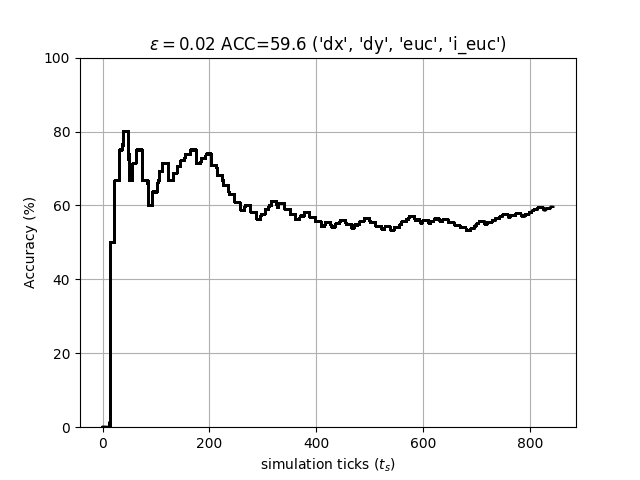 ε = 0.02 ACC=59.6 ('dx', 'dy', 'euc', 'i_euc')
100
80
60
40
20
0
Accuracy (%)
0 200 400 600 800
simulation ticks (tₛ)